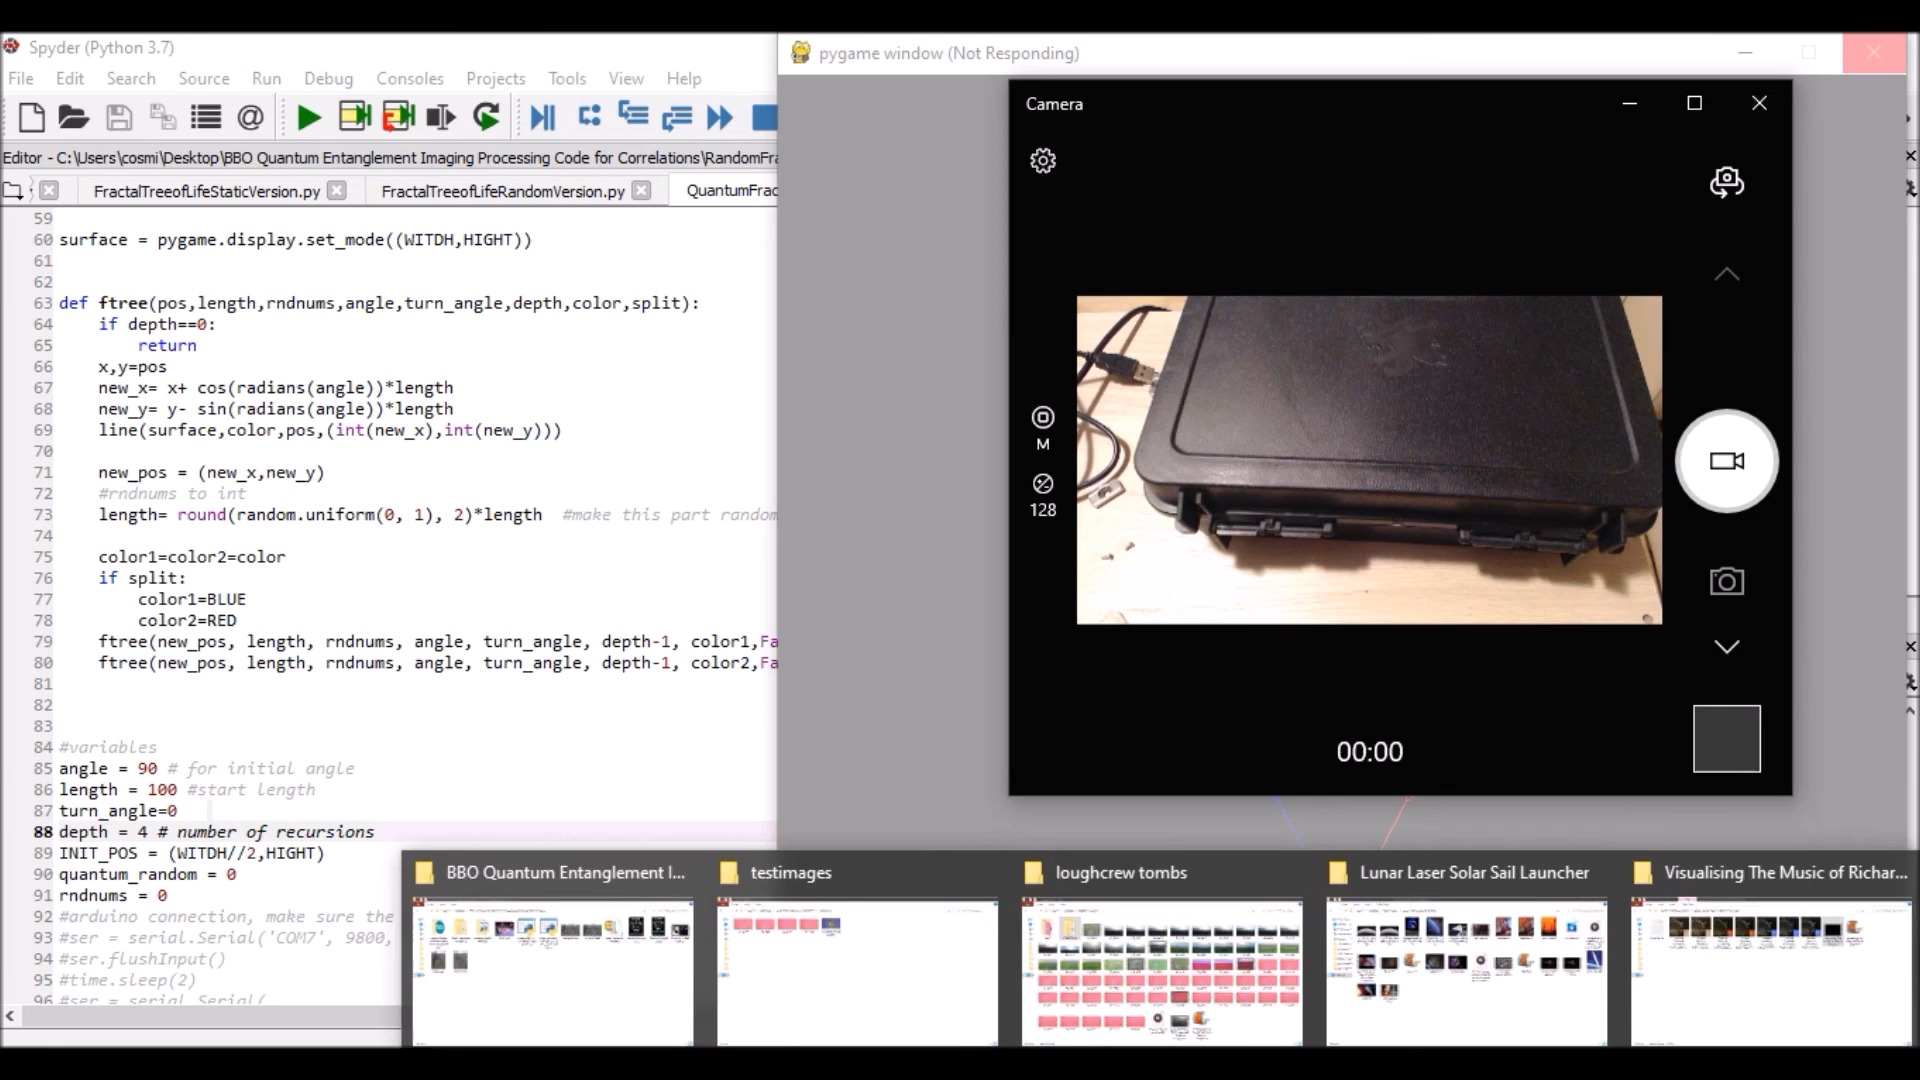 Spyder (Python 3.7)
File Edit Search Source Run Debug Consoles Projects Tools View Help
Editor - C:\Users\cosmi\Desktop\BBO Quantum Entanglement Imaging Processing Code for Correlations\RandomFra
FractalTreeofLifeStaticVersion.py
FractalTreeofLifeRandomVersion.py
QuantumFrac
59
60 surface = pygame.display.set_mode((WITDH,HIGHT))
61
62
63 def ftree(pos,length,rndnums,angle,turn_angle,depth,color,split):
64 if depth==0:
65 return
66 x,y=pos
67 new_x= x+ cos(radians(angle))*length
68 new_y= y- sin(radians(angle))*length
69 line(surface,color,pos,(int(new_x),int(new_y)))
70
71 new_pos = (new_x,new_y)
72 #rndnums to int
73 length= round(random.uniform(0, 1), 2)*length #make this part random
74
75 color1=color2=color
76 if split:
77 color1=BLUE
78 color2=RED
79 ftree(new_pos, length, rndnums, angle, turn_angle, depth-1, color1,Fa
80 ftree(new_pos, length, rndnums, angle, turn_angle, depth-1, color2,Fa
81
82
83
84 #variables
85 angle = 90 # for initial angle
86 length = 100 #start length
87 turn_angle=0
88 depth = 4 # number of recursions
89 INIT_POS = (WITDH//2,HIGHT)
90 quantum_random = 0
91 rndnums = 0
92 #arduino connection, make sure the
93 #ser = serial.Serial('COM7', 9800,
94 #ser.flushInput()
95 #time.sleep(2)
96 #ser = serial.Serial(
pygame window (Not Responding)
Camera
M
128
00:00
BBO Quantum Entanglement I...
testimages
loughcrew tombs
Lunar Laser Solar Sail Launcher
Visualising The Music of Richar...